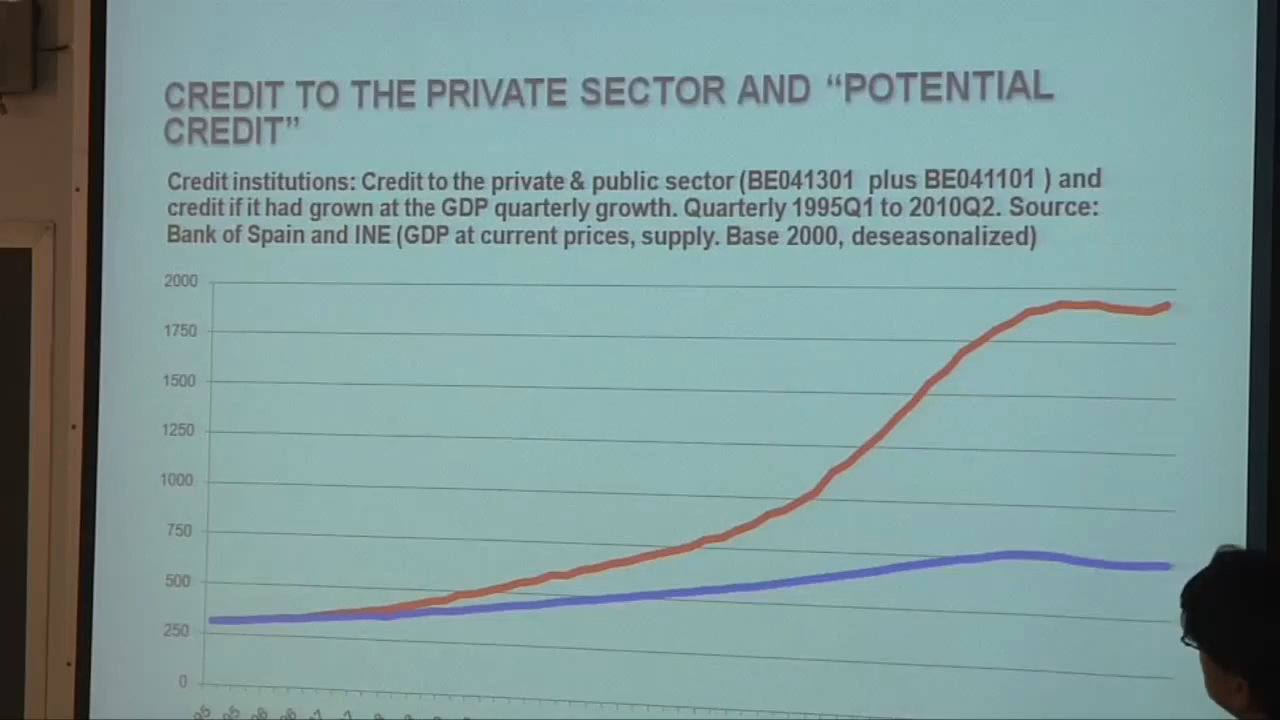 CREDIT TO THE PRIVATE SECTOR AND “POTENTIAL
CREDIT”
Credit institutions: Credit to the private & public sector (BE041301 plus BE041101 ) and
credit if it had grown at the GDP quarterly growth. Quarterly 1995Q1 to 2010Q2. Source:
Bank of Spain and INE (GDP at current prices, supply. Base 2000, deseasonalized)
2000
1750
1500
1250
1000
750
500
250
0